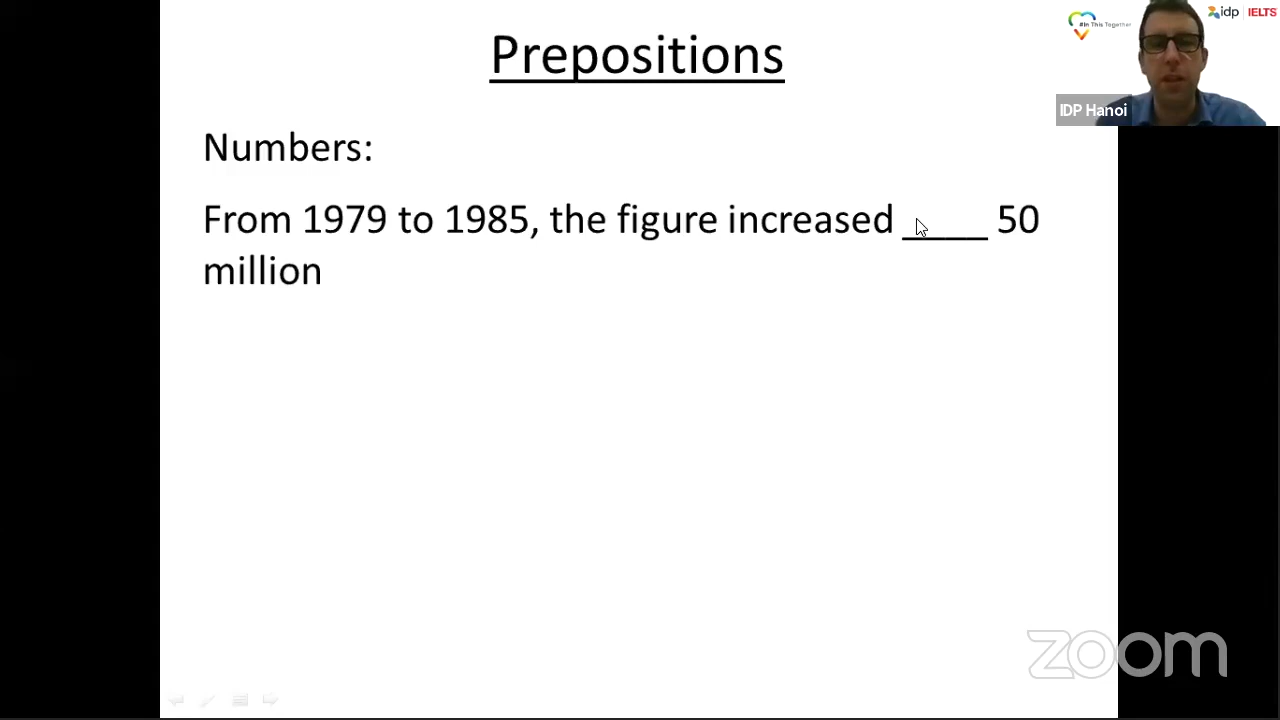 Prepositions
#In This Together
idp IELTS
IDP Hanoi
Numbers:
From 1979 to 1985, the figure increased ____ 50
million
zoom